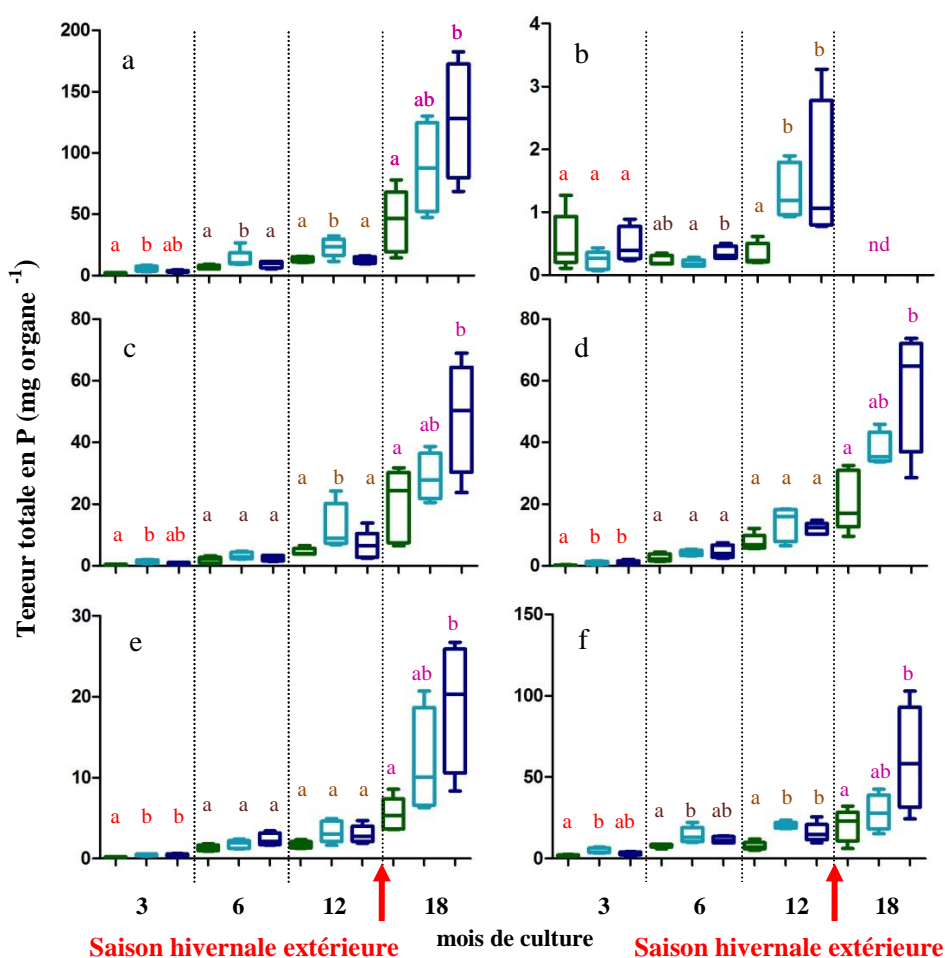 Teneur totale en P (mg organe ⁻¹)
200
150
100
50
0
a
a b ab
a b a
a b a
a ab b
4
3
2
1
0
b
a a a
ab a b
a b b
nd
80
60
40
20
0
c
a b ab
a a a
a b a
a ab b
80
60
40
20
0
d
a b b
a a a
a a a
a ab b
30
20
10
0
e
a b b
a a a
a a a
a ab b
150
100
50
0
f
a b ab
a b ab
a b b
a ab b
3 6 12 18
3 6 12 18
Saison hivernale extérieure
mois de culture
Saison hivernale extérieure